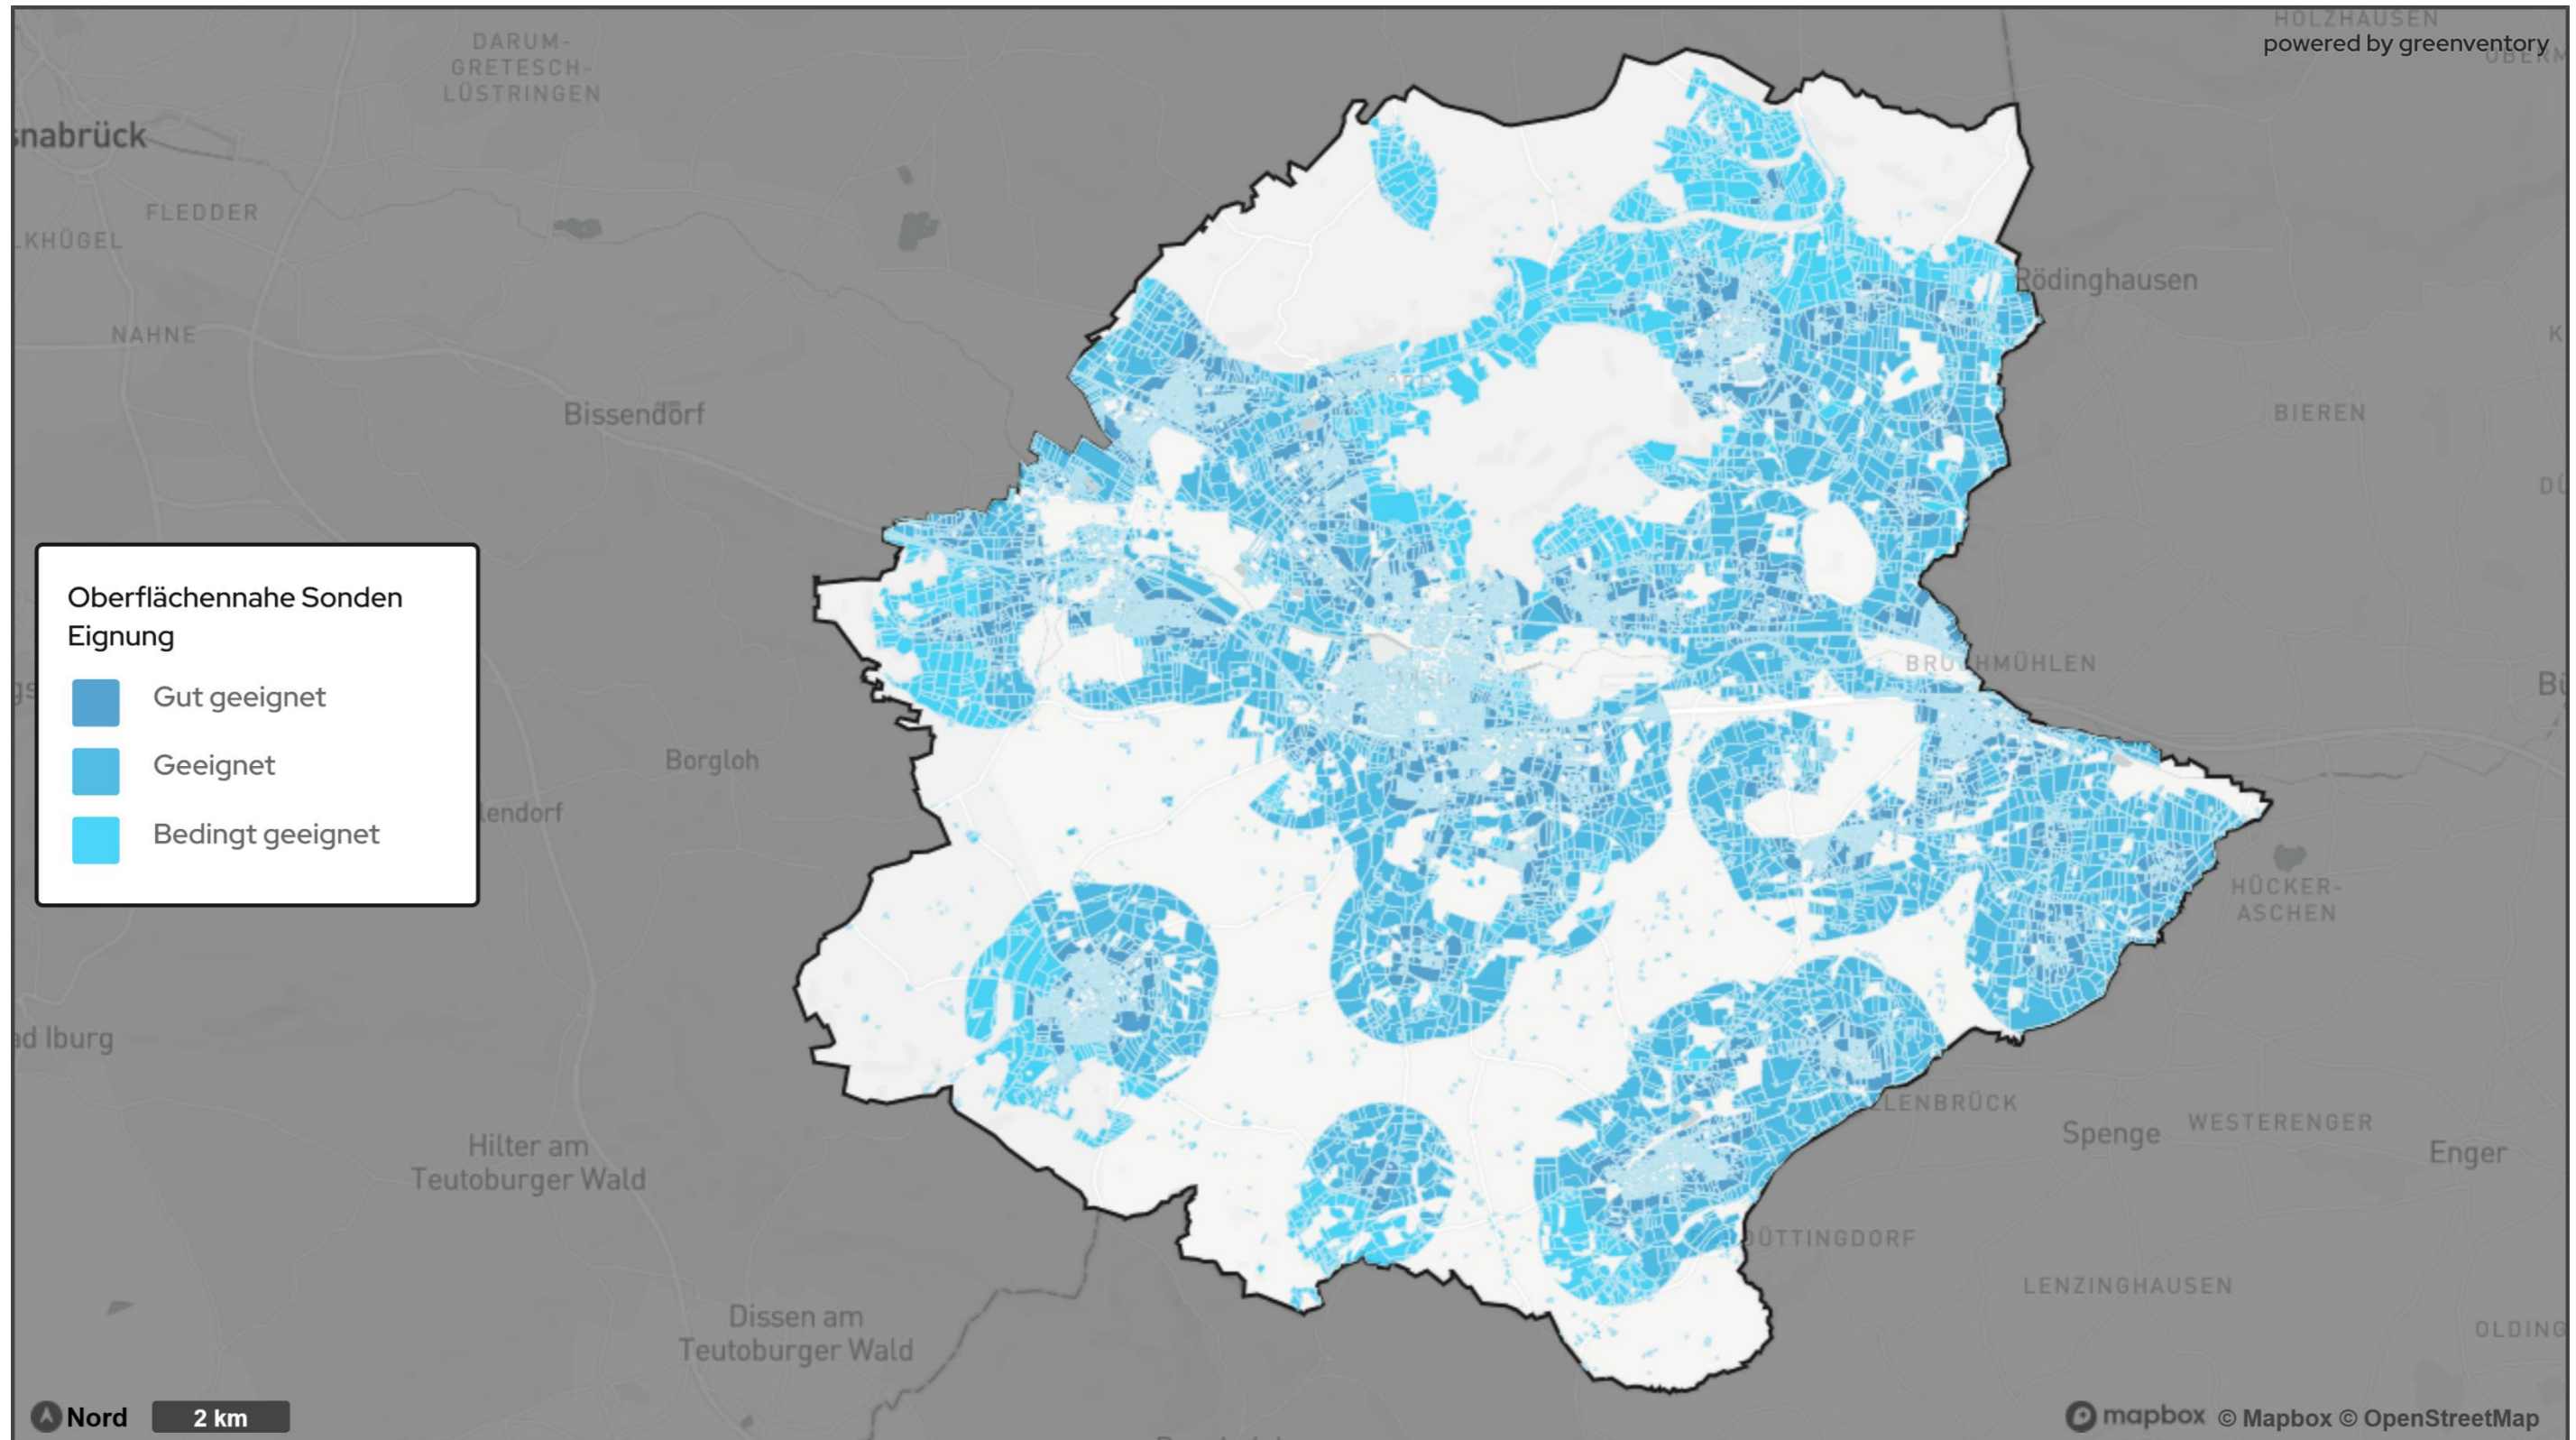 HOLZHAUSEN
powered by greenventory
DARUM-
GRETESCH-
LÜSTRINGEN
snabrück
FLEDDER
LKHÜGEL
Rödinghausen
NAHNE
Bissendorf
BIEREN
Oberflächennahe Sonden
Eignung
Gut geeignet
Geeignet
Bedingt geeignet
BRUCHMÜHLEN
Borgloh
lendorf
HÜCKER-
ASCHEN
ad Iburg
LENBRÜCK
Spenge
WESTERENGER
Enger
Hilter am
Teutoburger Wald
DÜTTINGDORF
LENZINGHAUSEN
Dissen am
Teutoburger Wald
OLDING
Nord
2 km
mapbox © Mapbox © OpenStreetMap